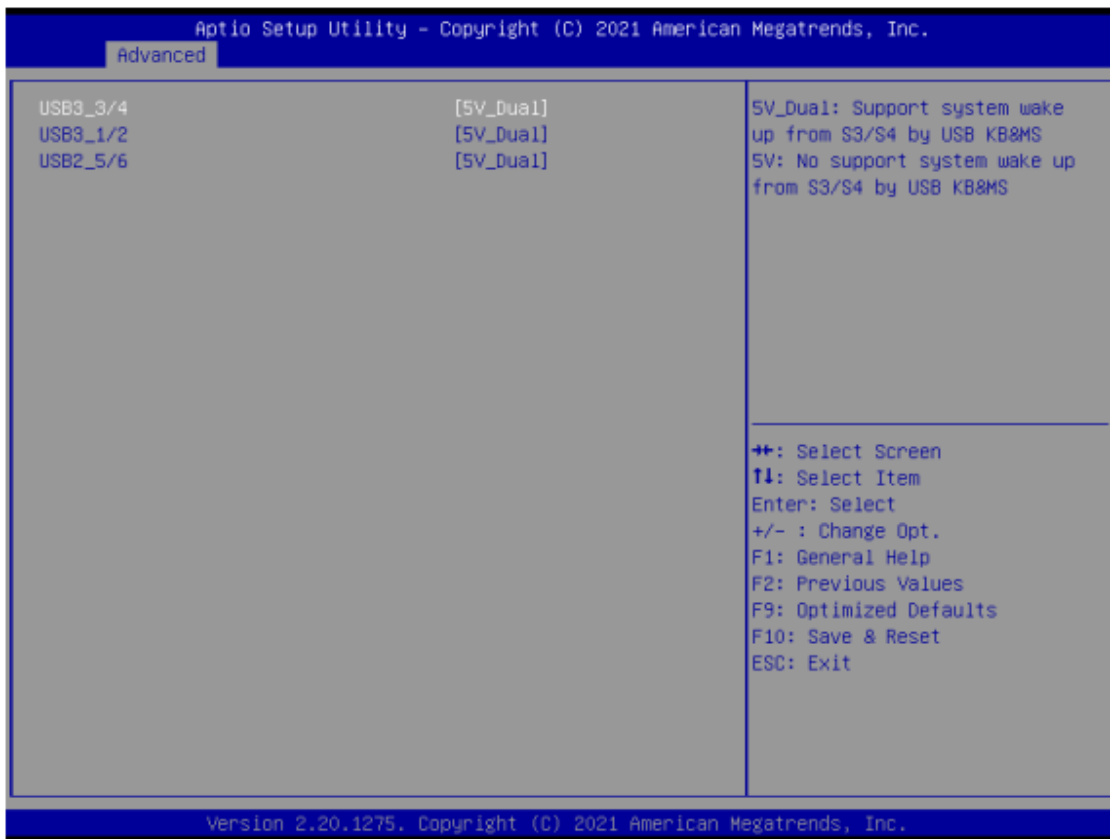 Aptio Setup Utility – Copyright (C) 2021 American Megatrends, Inc.
Advanced
USB3_3/4 [5V_Dual]
USB3_1/2 [5V_Dual]
USB2_5/6 [5V_Dual]
5V_Dual: Support system wake
up from S3/S4 by USB KB&MS
5V: No support system wake up
from S3/S4 by USB KB&MS
→←: Select Screen
↑↓: Select Item
Enter: Select
+/- : Change Opt.
F1: General Help
F2: Previous Values
F9: Optimized Defaults
F10: Save & Reset
ESC: Exit
Version 2.20.1275. Copyright (C) 2021 American Megatrends, Inc.